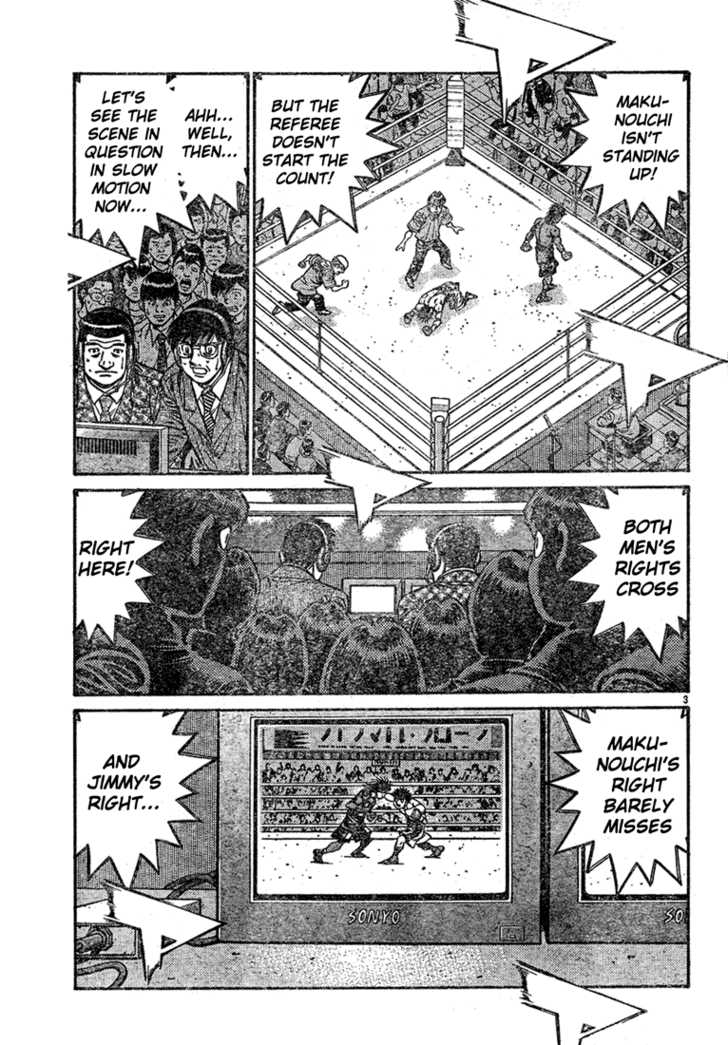 MAKU-
NOUCHI
ISN'T
STANDING
UP!
BUT THE
REFEREE
DOESN'T
START THE
COUNT!
AHH...
WELL,
THEN...
LET'S
SEE THE
SCENE IN
QUESTION
IN SLOW
MOTION
NOW...
BOTH
MEN'S
RIGHTS
CROSS
RIGHT
HERE!
3
MAKU-
NOUCHI'S
RIGHT
BARELY
MISSES
AND
JIMMY'S
RIGHT...
SONYO
SO